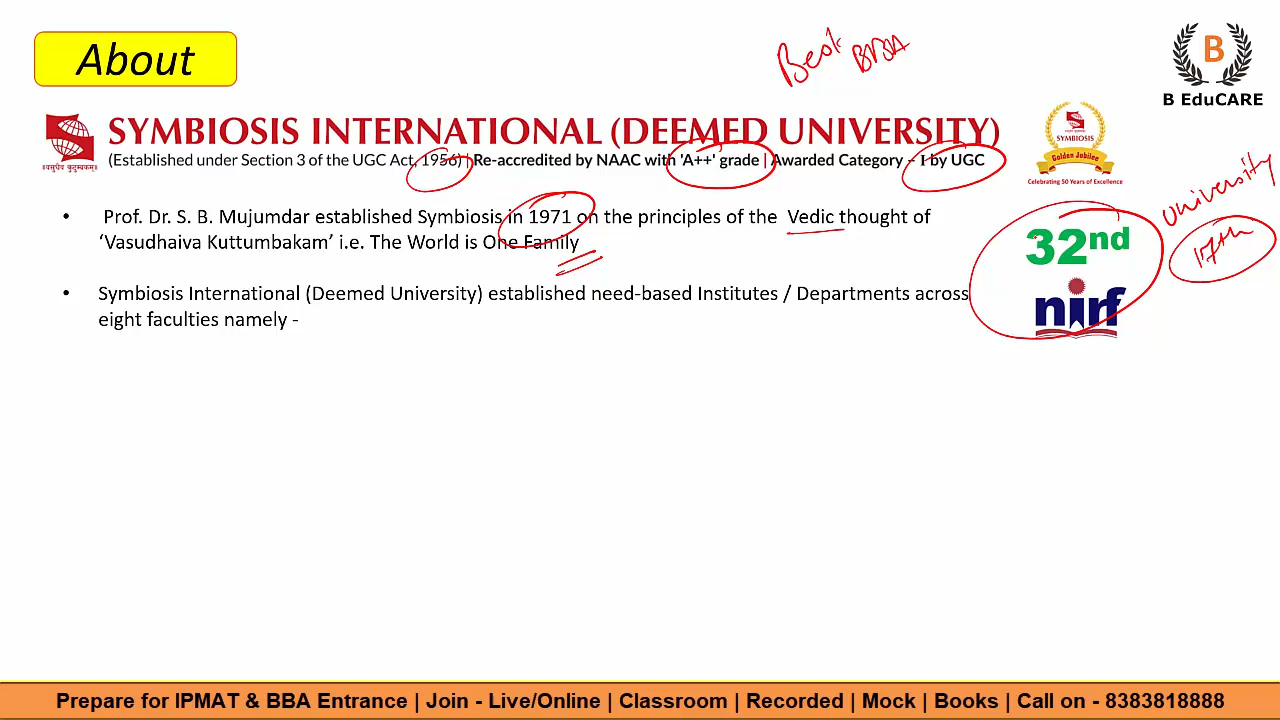 About
Best BBA
B
B EduCARE
SYMBIOSIS INTERNATIONAL (DEEMED UNIVERSITY)
(Established under Section 3 of the UGC Act, 1956) | Re-accredited by NAAC with 'A++' grade | Awarded Category – I by UGC
।।वसुधैव कुटुम्बकम्।।
SYMBIOSIS
Golden Jubilee
Celebrating 50 Years of Excellence
• Prof. Dr. S. B. Mujumdar established Symbiosis in 1971 on the principles of the Vedic thought of
'Vasudhaiva Kuttumbakam' i.e. The World is One Family
University
17th
32nd
nirf
• Symbiosis International (Deemed University) established need-based Institutes / Departments across
eight faculties namely -
Prepare for IPMAT & BBA Entrance | Join - Live/Online | Classroom | Recorded | Mock | Books | Call on - 8383818888